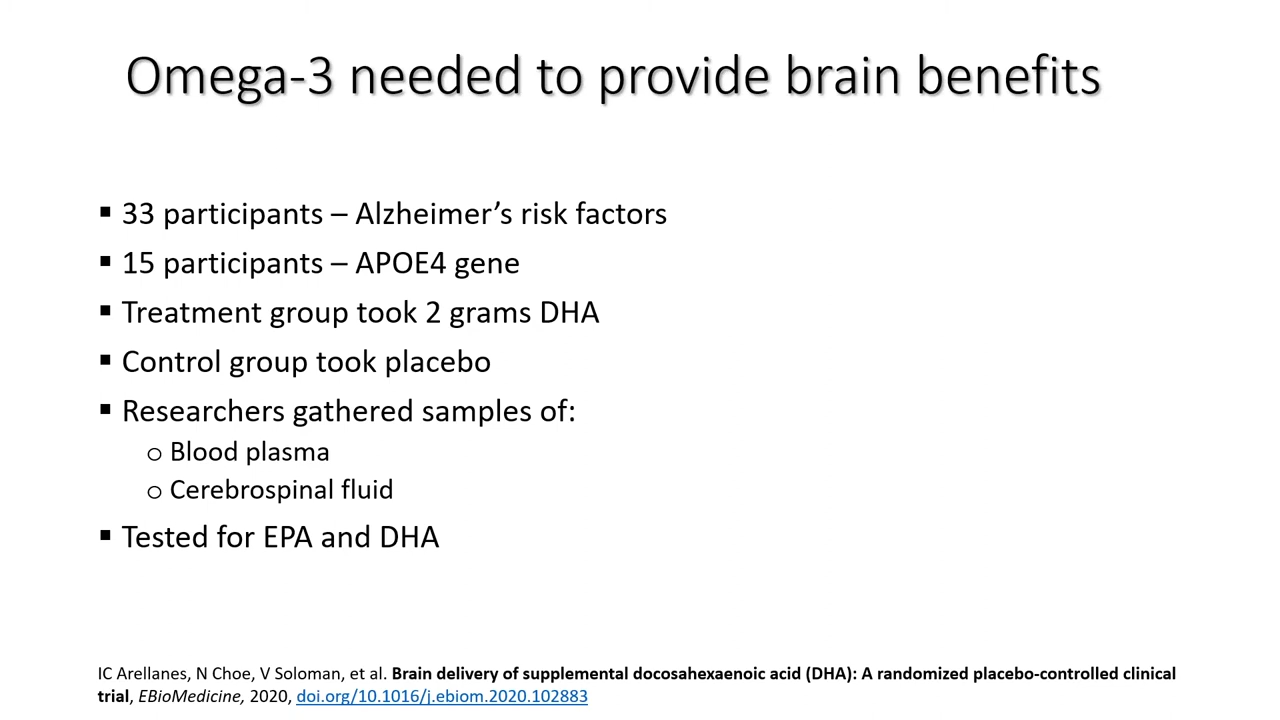 Omega-3 needed to provide brain benefits
▪ 33 participants – Alzheimer’s risk factors
▪ 15 participants – APOE4 gene
▪ Treatment group took 2 grams DHA
▪ Control group took placebo
▪ Researchers gathered samples of:
o Blood plasma
o Cerebrospinal fluid
▪ Tested for EPA and DHA
IC Arellanes, N Choe, V Soloman, et al. Brain delivery of supplemental docosahexaenoic acid (DHA): A randomized placebo-controlled clinical
trial, EBioMedicine, 2020, doi.org/10.1016/j.ebiom.2020.102883